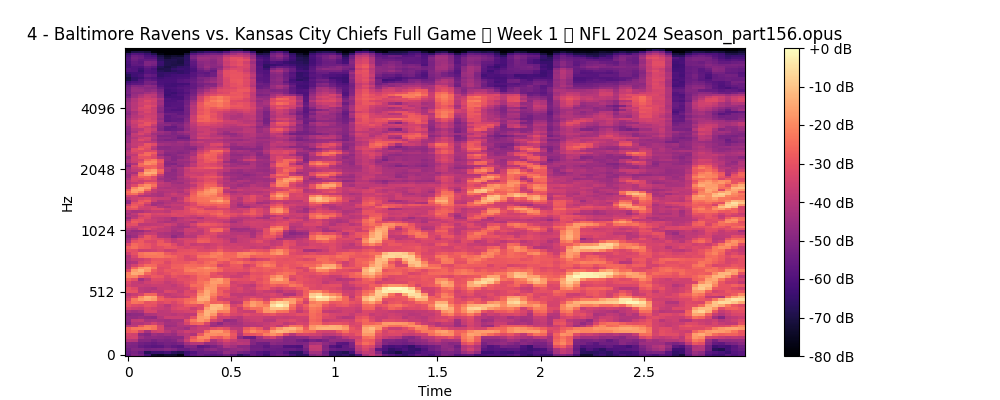 4 - Baltimore Ravens vs. Kansas City Chiefs Full Game ▯ Week 1 ▯ NFL 2024 Season_part156.opus
+0 dB
-10 dB
-20 dB
-30 dB
-40 dB
-50 dB
-60 dB
-70 dB
-80 dB
4096
2048
1024
512
0
Hz
0
0.5
1
1.5
2
2.5
Time